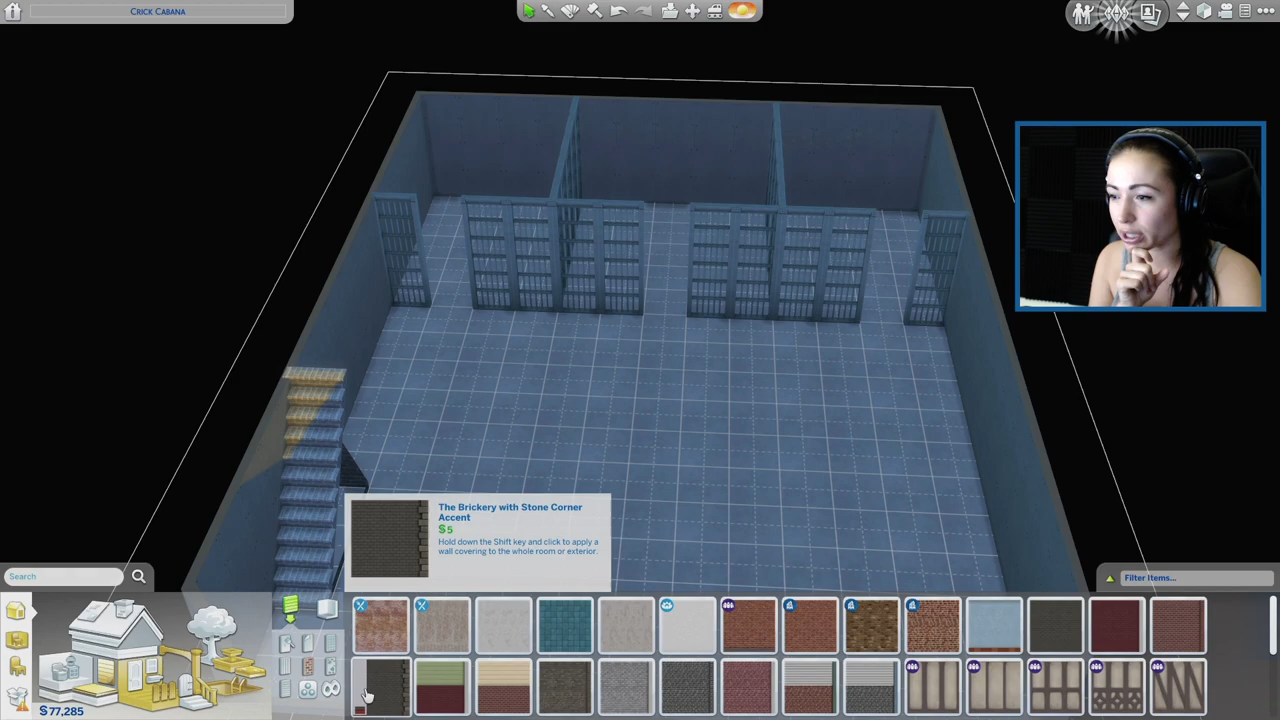 CRICK CABANA
The Brickery with Stone Corner
Accent
$5
Hold down the Shift key and click to apply a
wall covering to the whole room or exterior.
Search
Filter Items...
$77,285